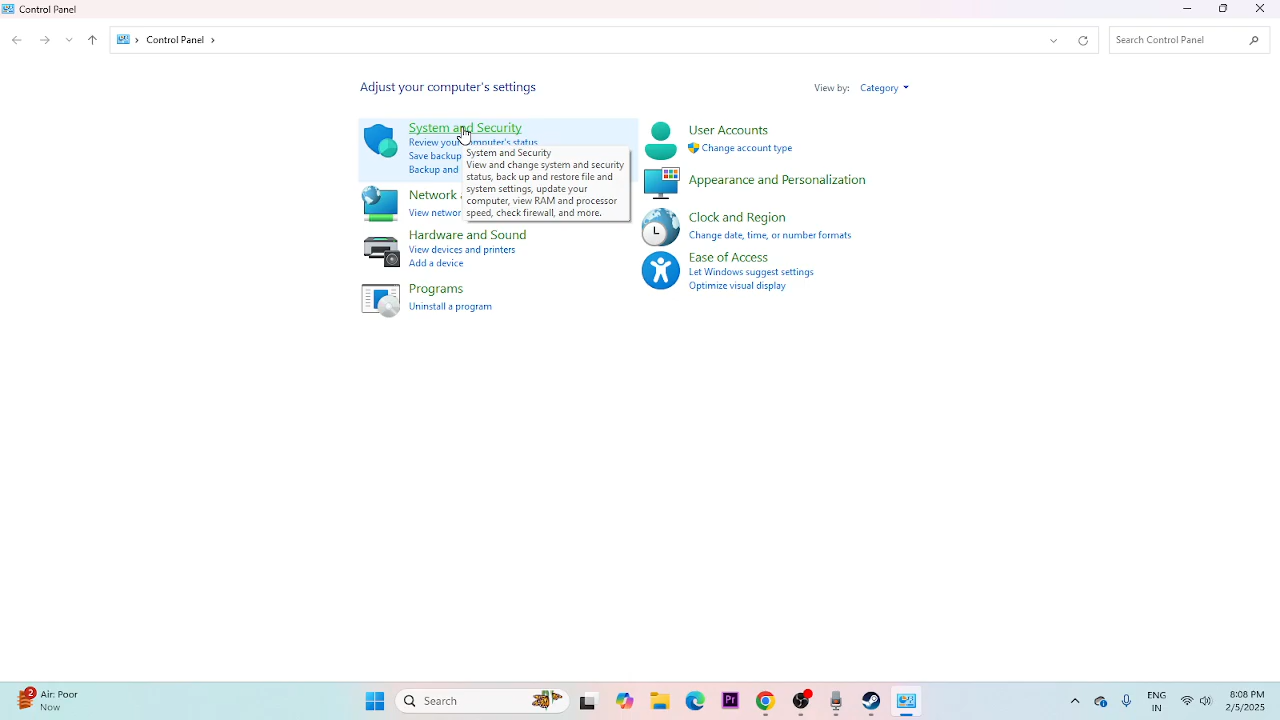 Control Panel
Control Panel
Search Control Panel
Adjust your computer's settings
View by: Category
System and Security
Review your computer's status
Save backup
Backup and
System and Security
View and change system and security
status, back up and restore file and
system settings, update your
computer, view RAM and processor
speed, check firewall, and more.
Network
View networ
Hardware and Sound
View devices and printers
Add a device
Programs
Uninstall a program
User Accounts
Change account type
Appearance and Personalization
Clock and Region
Change date, time, or number formats
Ease of Access
Let Windows suggest settings
Optimize visual display
2
Air: Poor
Now
Search
Pr
ENG
IN
8:08 PM
2/5/2025